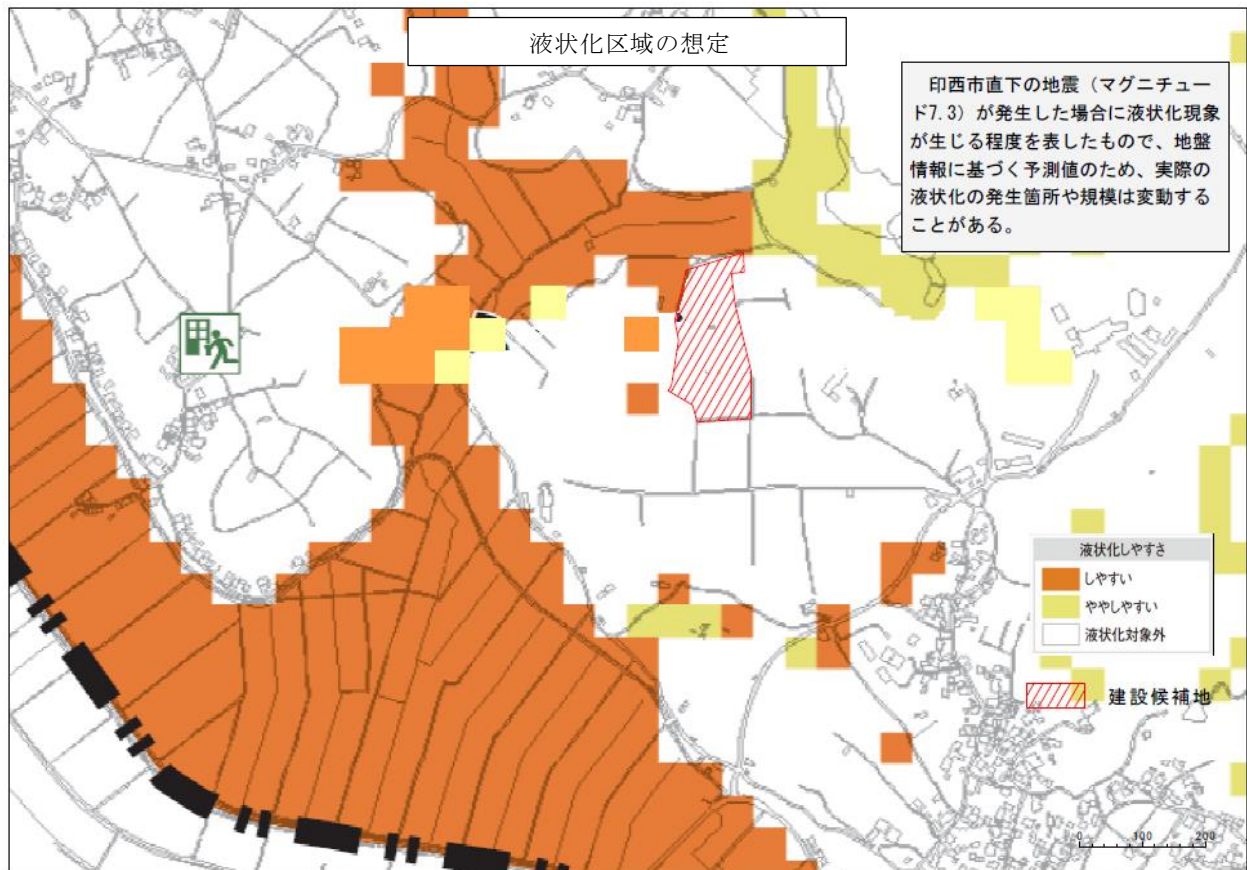 液状化区域の想定
印西市直下の地震（マグニチュー
ド7.3）が発生した場合に液状化現象
が生じる程度を表したもので、地盤
情報に基づく予測値のため、実際の
液状化の発生箇所や規模は変動する
ことがある。
液状化しやすさ
しやすい
ややしやすい
液状化対象外
建設候補地
0 100 200